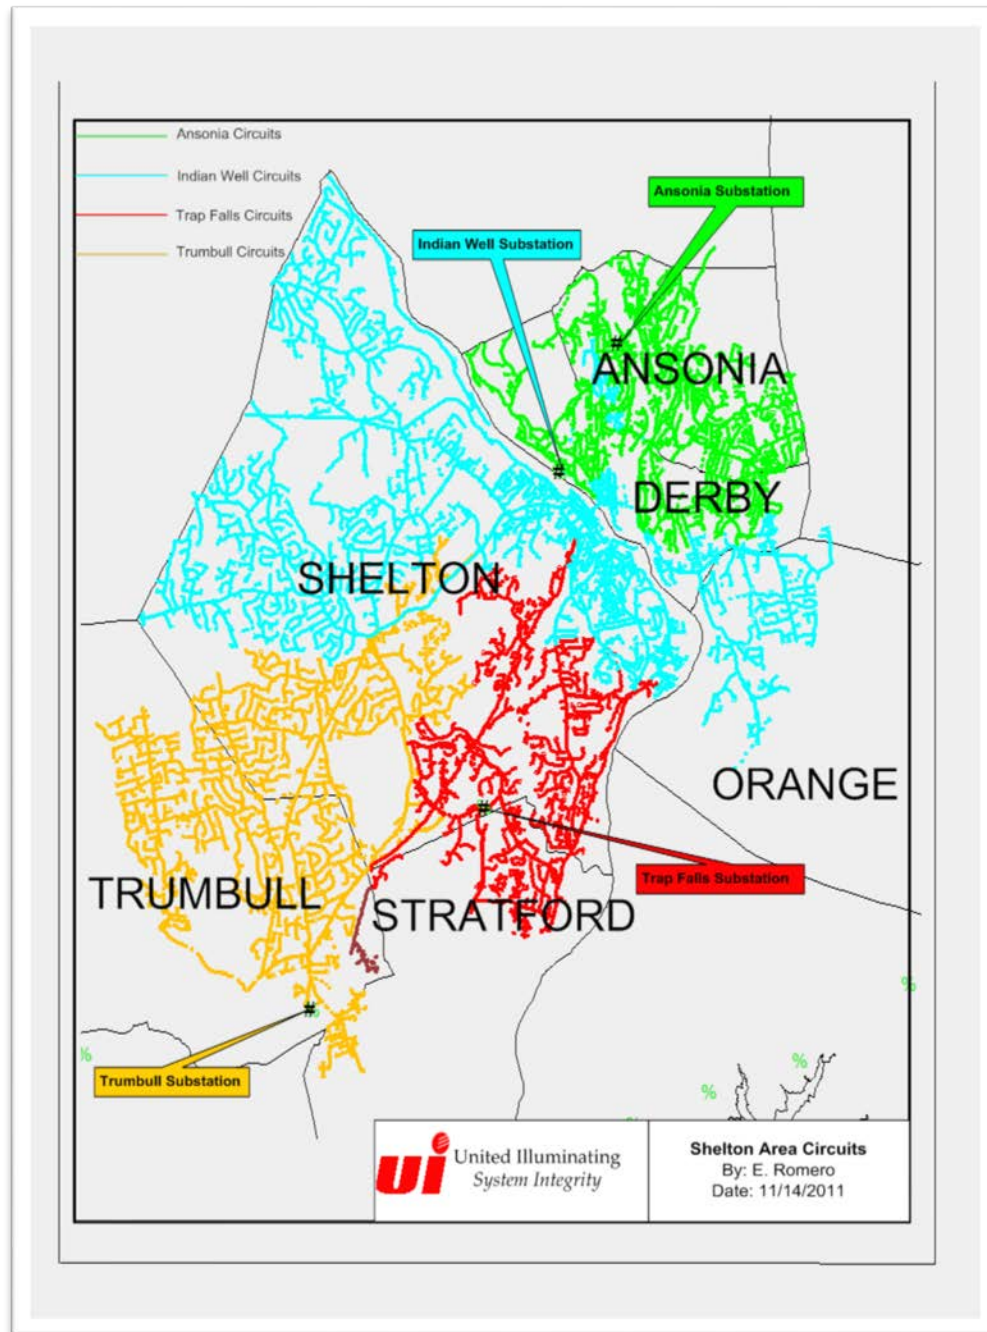 Ansonia Circuits
Indian Well Circuits
Trap Falls Circuits
Trumbull Circuits
Ansonia Substation
Indian Well Substation
#
ANSONIA
#
DERBY
SHELTON
ORANGE
#
Trap Falls Substation
TRUMBULL
STRATFORD
%
#
%
%
Trumbull Substation
%
ui United Illuminating
System Integrity
Shelton Area Circuits
By: E. Romero
Date: 11/14/2011